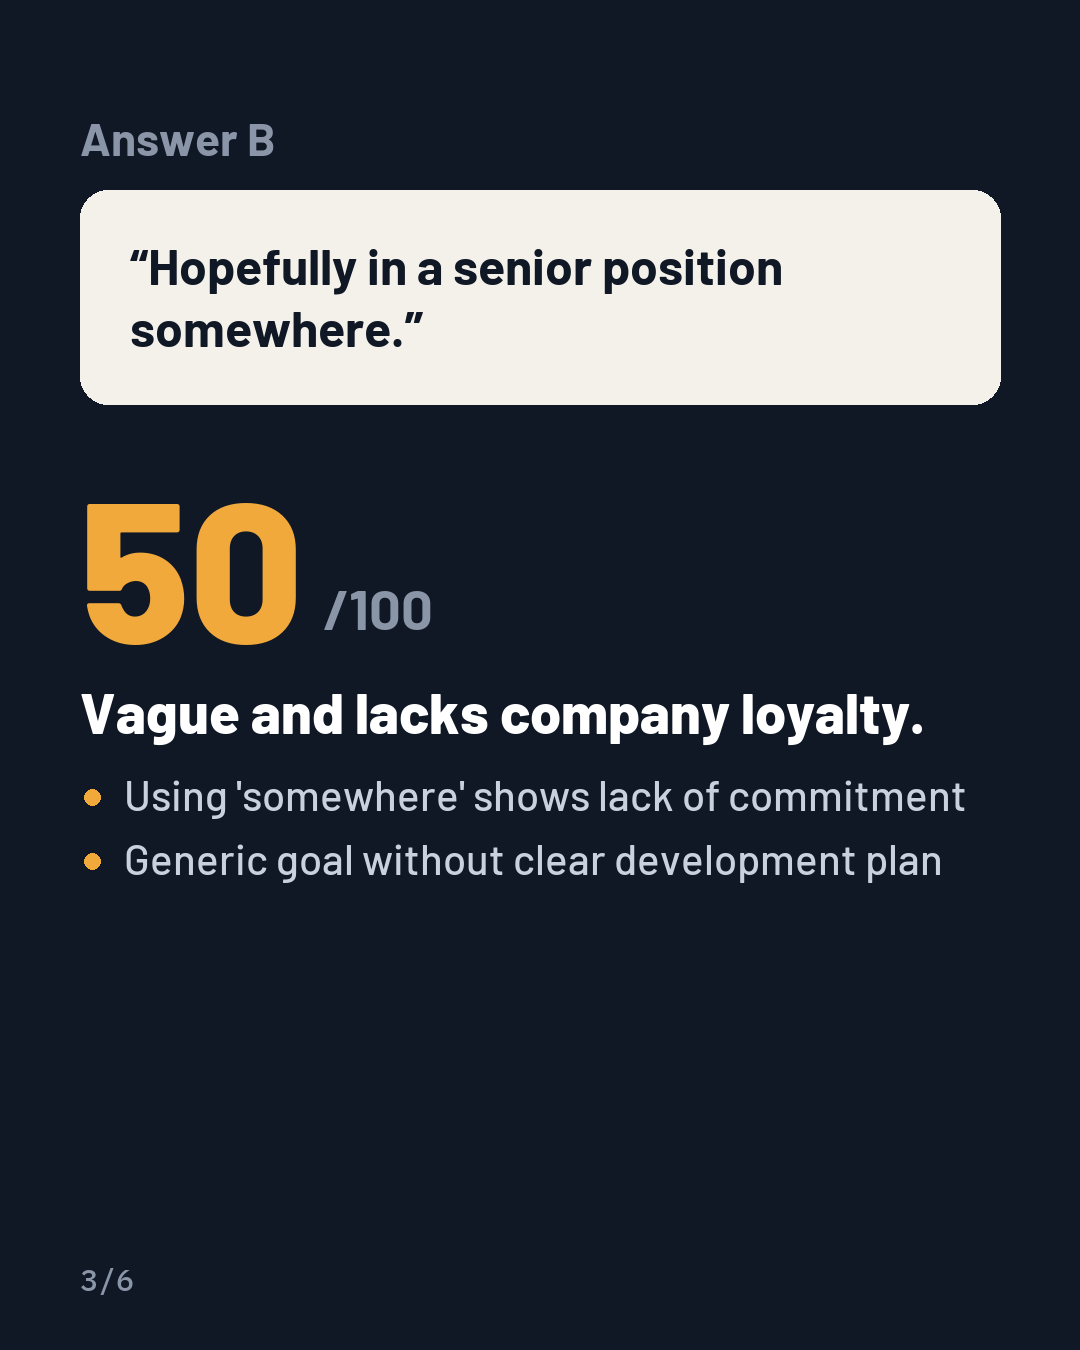 Answer B
“Hopefully in a senior position
somewhere.”
50 /100
Vague and lacks company loyalty.
Using 'somewhere' shows lack of commitment
Generic goal without clear development plan
3/6